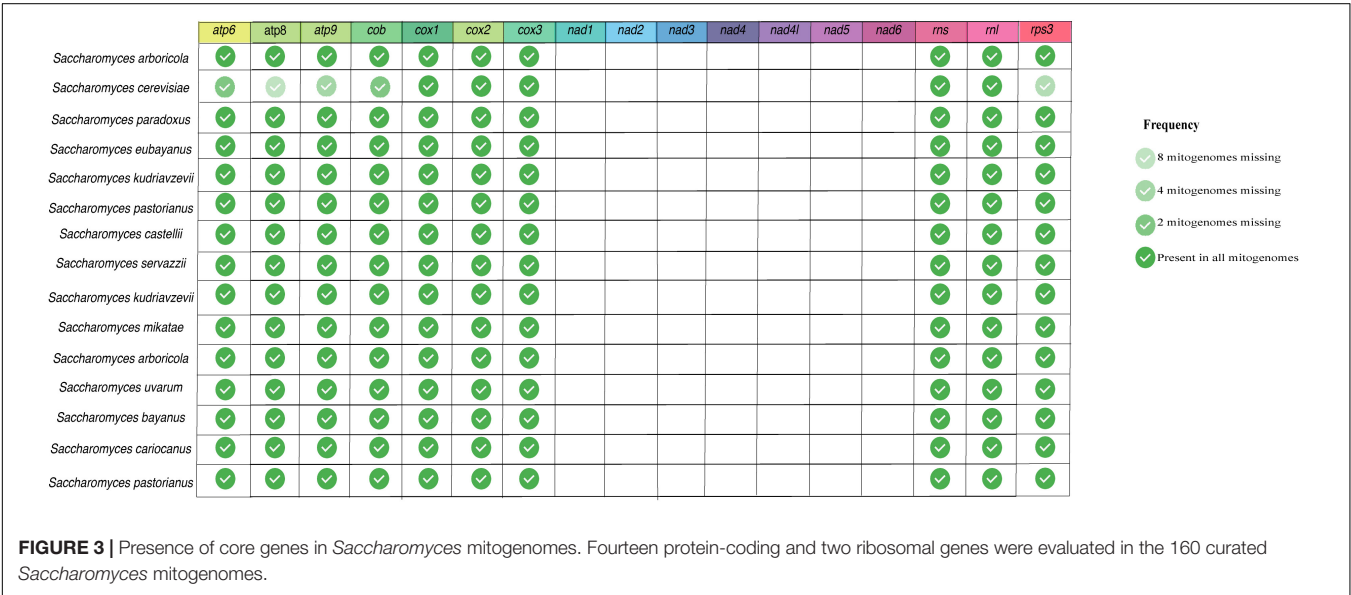 atp6 atp8 atp9 cob cox1 cox2 cox3 nad1 nad2 nad3 nad4 nad4l nad5 nad6 rns rnl rps3
Saccharomyces arboricola
Saccharomyces cerevisiae
Saccharomyces paradoxus
Saccharomyces eubayanus
Saccharomyces kudriavzevii
Saccharomyces pastorianus
Saccharomyces castellii
Saccharomyces servazzii
Saccharomyces kudriavzevii
Saccharomyces mikatae
Saccharomyces arboricola
Saccharomyces uvarum
Saccharomyces bayanus
Saccharomyces cariocanus
Saccharomyces pastorianus
Frequency
8 mitogenomes missing
4 mitogenomes missing
2 mitogenomes missing
Present in all mitogenomes
FIGURE 3 | Presence of core genes in Saccharomyces mitogenomes. Fourteen protein-coding and two ribosomal genes were evaluated in the 160 curated
Saccharomyces mitogenomes.